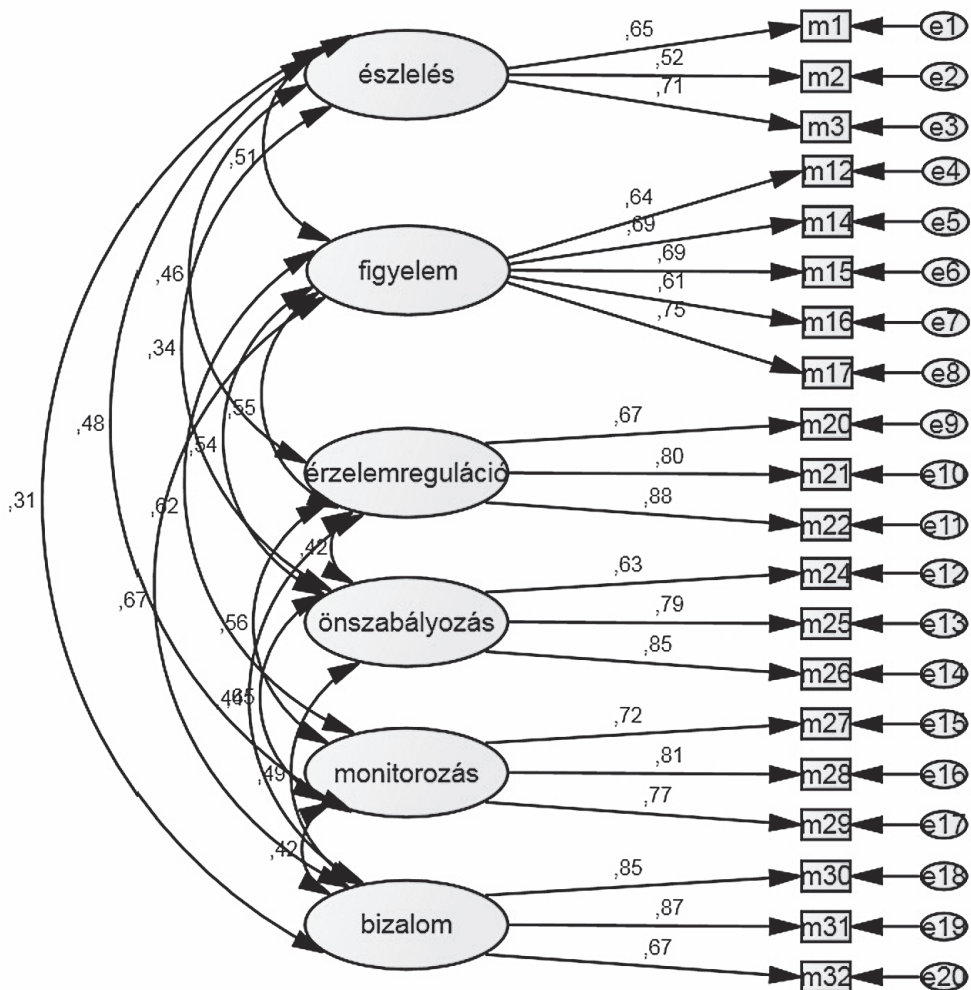 m1 e1
,65
,52
észlelés m2 e2
,71
m3 e3
,51
m12 e4
,64
,69 m14 e5
figyelem ,69 m15 e6
,46
,61
,75 m16 e7
,34
m17 e8
,55
,48
,54
,67 m20 e9
,80
érzelemreguláció m21 e10
,31
,62
,88
m22 e11
,42
,63 m24 e12
,67
,56
,79
önszabályozás m25 e13
,85
m26 e14
,65
,72 m27 e15
,49
,81
monitorozás m28 e16
,77
m29 e17
,42
,85 m30 e18
,87
bizalom m31 e19
,67
m32 e20